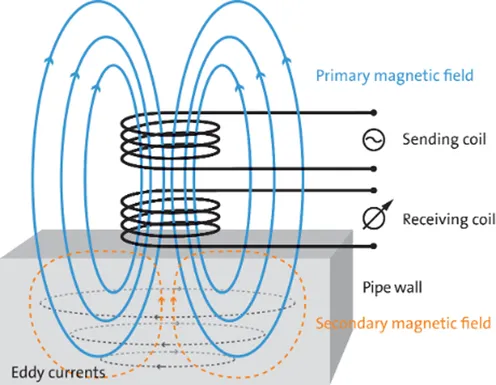 Primary magnetic field
Sending coil
Receiving coil
Pipe wall
Secondary magnetic field
Eddy currents